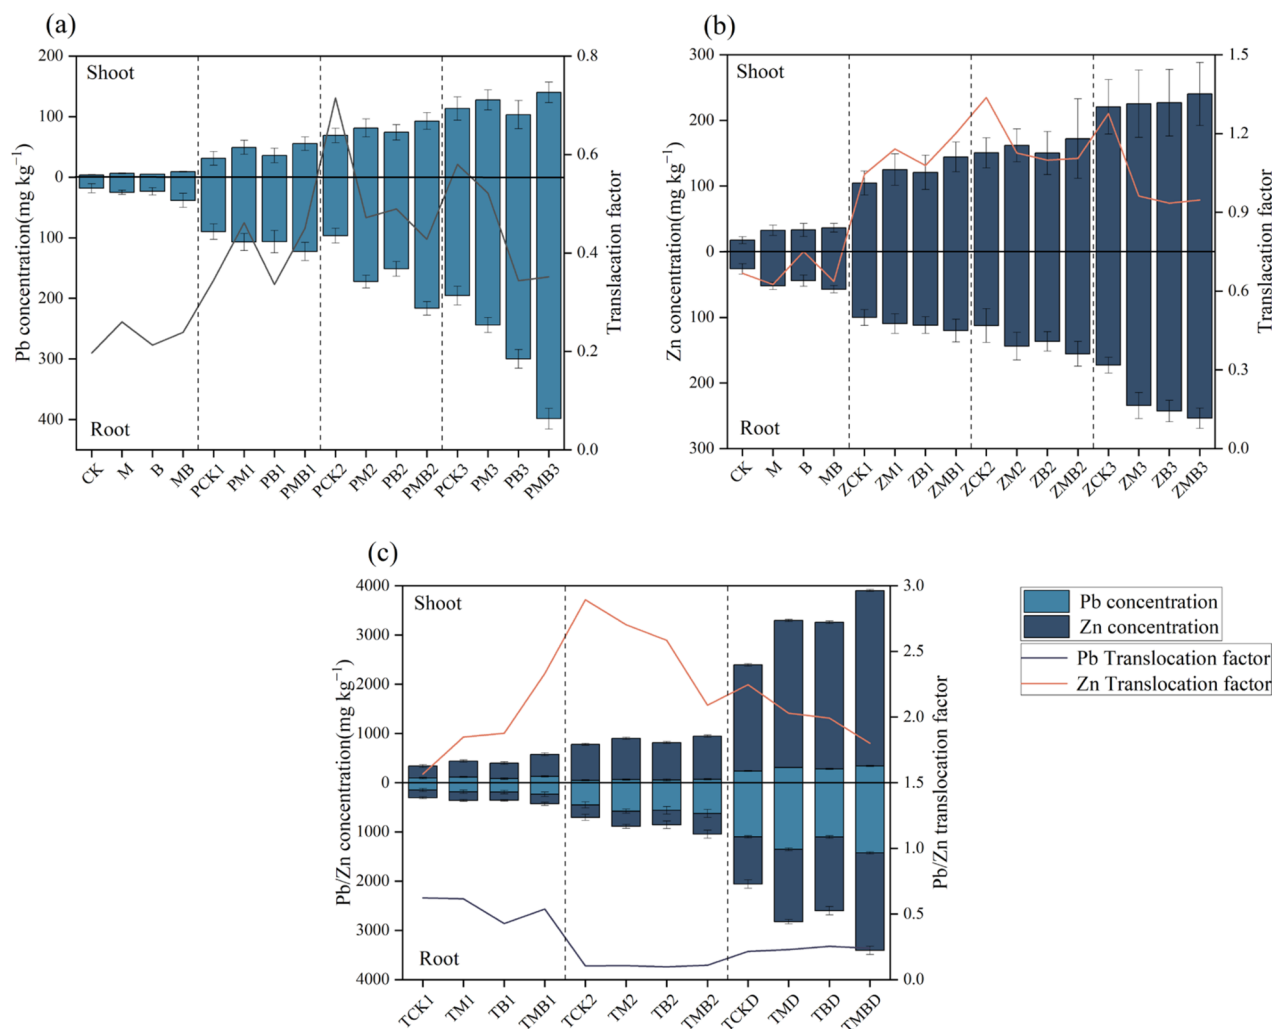 (a)
200
100
0
100
200
300
400
Pb concentration(mg kg⁻¹)
Shoot
Root
0.8
0.6
0.4
0.2
0.0
Translacation factor
CK M B MB PCK1 PM1 PB1 PMB1 PCK2 PM2 PB2 PMB2 PCK3 PM3 PB3 PMB3
(b)
300
200
100
0
100
200
300
Zn concentration(mg kg⁻¹)
Shoot
Root
1.5
1.2
0.9
0.6
0.3
0.0
Translacation factor
CK M B MB ZCK1 ZM1 ZB1 ZMB1 ZCK2 ZM2 ZB2 ZMB2 ZCK3 ZM3 ZB3 ZMB3
(c)
4000
3000
2000
1000
0
1000
2000
3000
4000
Pb/Zn concentration(mg kg⁻¹)
Shoot
Root
3.0
2.5
2.0
1.5
1.0
0.5
0.0
Pb/Zn translocation factor
TCK1 TM1 TB1 TMB1 TCK2 TM2 TB2 TMB2 TCKD TMD TBD TMBD
Pb concentration
Zn concentration
Pb Translocation factor
Zn Translocation factor